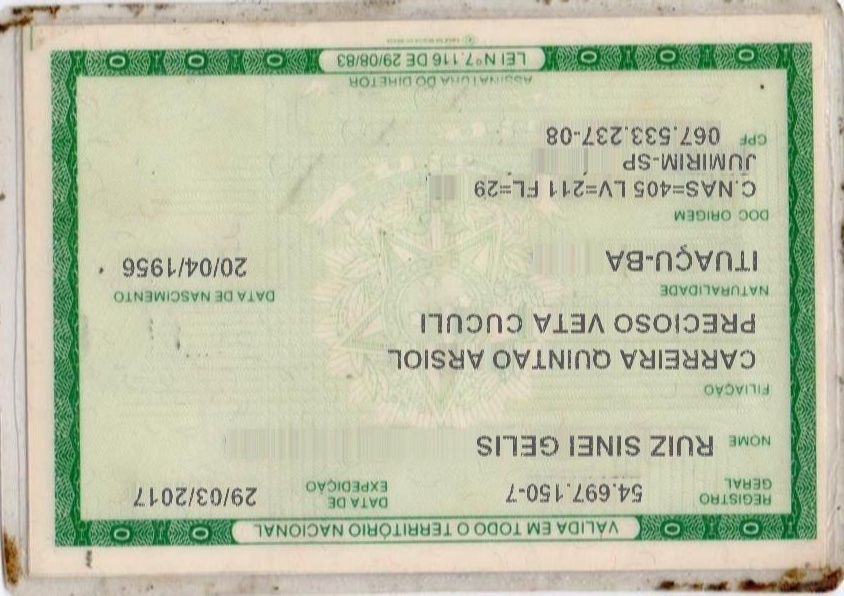 VÁLIDA EM TODO O TERRITÓRIO NACIONAL
REGISTRO GERAL 54.697.150-7 DATA DE EXPEDIÇÃO 29/03/2017
NOME RUIZ SINEI GELIS
FILIAÇÃO
CARREIRA QUINTAO ARSIOL
PRECIOSO VETA CUCULI
NATURALIDADE DATA DE NASCIMENTO
ITUAÇU-BA 20/04/1956
DOC ORIGEM
C.NAS=405 LV=211 FL=29
JUMIRIM-SP
CPF 067.533.237-08
ASSINATURA DO DIRETOR
LEI Nº 7.116 DE 29/08/83